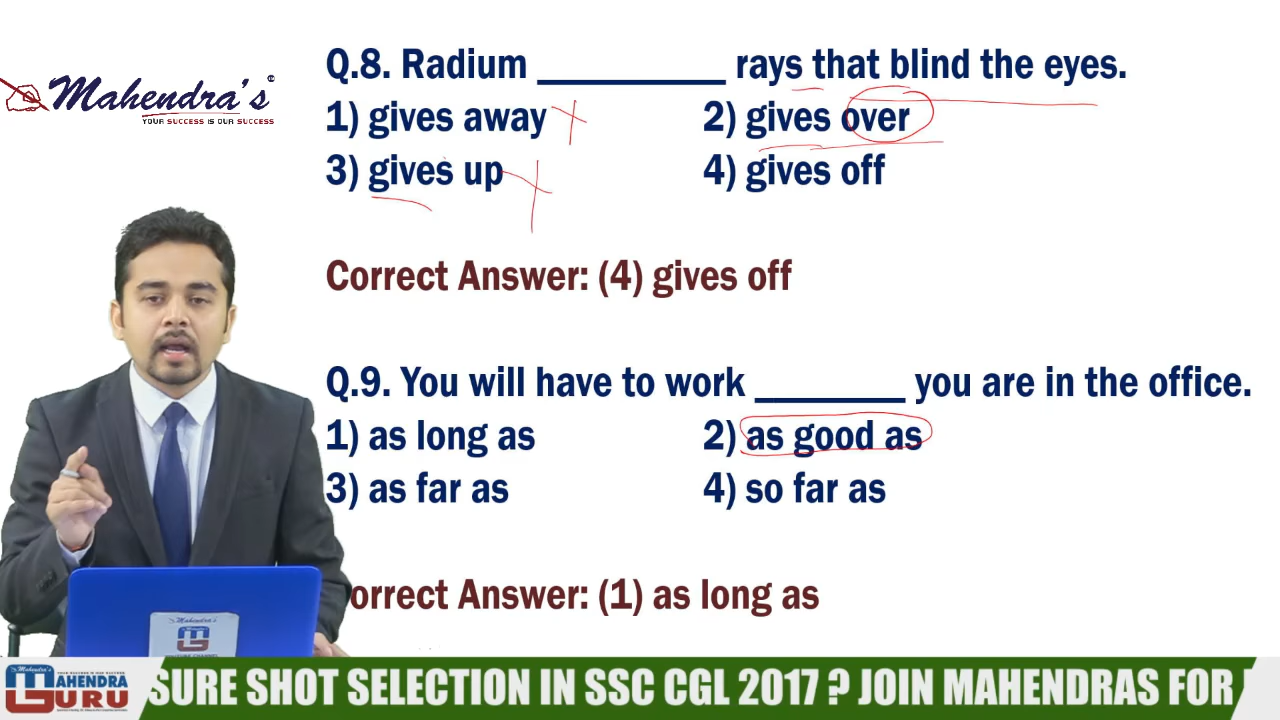 Mahendra's
YOUR SUCCESS IS OUR SUCCESS
Q.8. Radium __________ rays that blind the eyes.
1) gives away
2) gives over
3) gives up
4) gives off
Correct Answer: (4) gives off
Q.9. You will have to work ________ you are in the office.
1) as long as
2) as good as
3) as far as
4) so far as
orrect Answer: (1) as long as
Mahendra's
Mahendra's
MAHENDRA
GURU
SURE SHOT SELECTION IN SSC CGL 2017 ? JOIN MAHENDRAS FOR